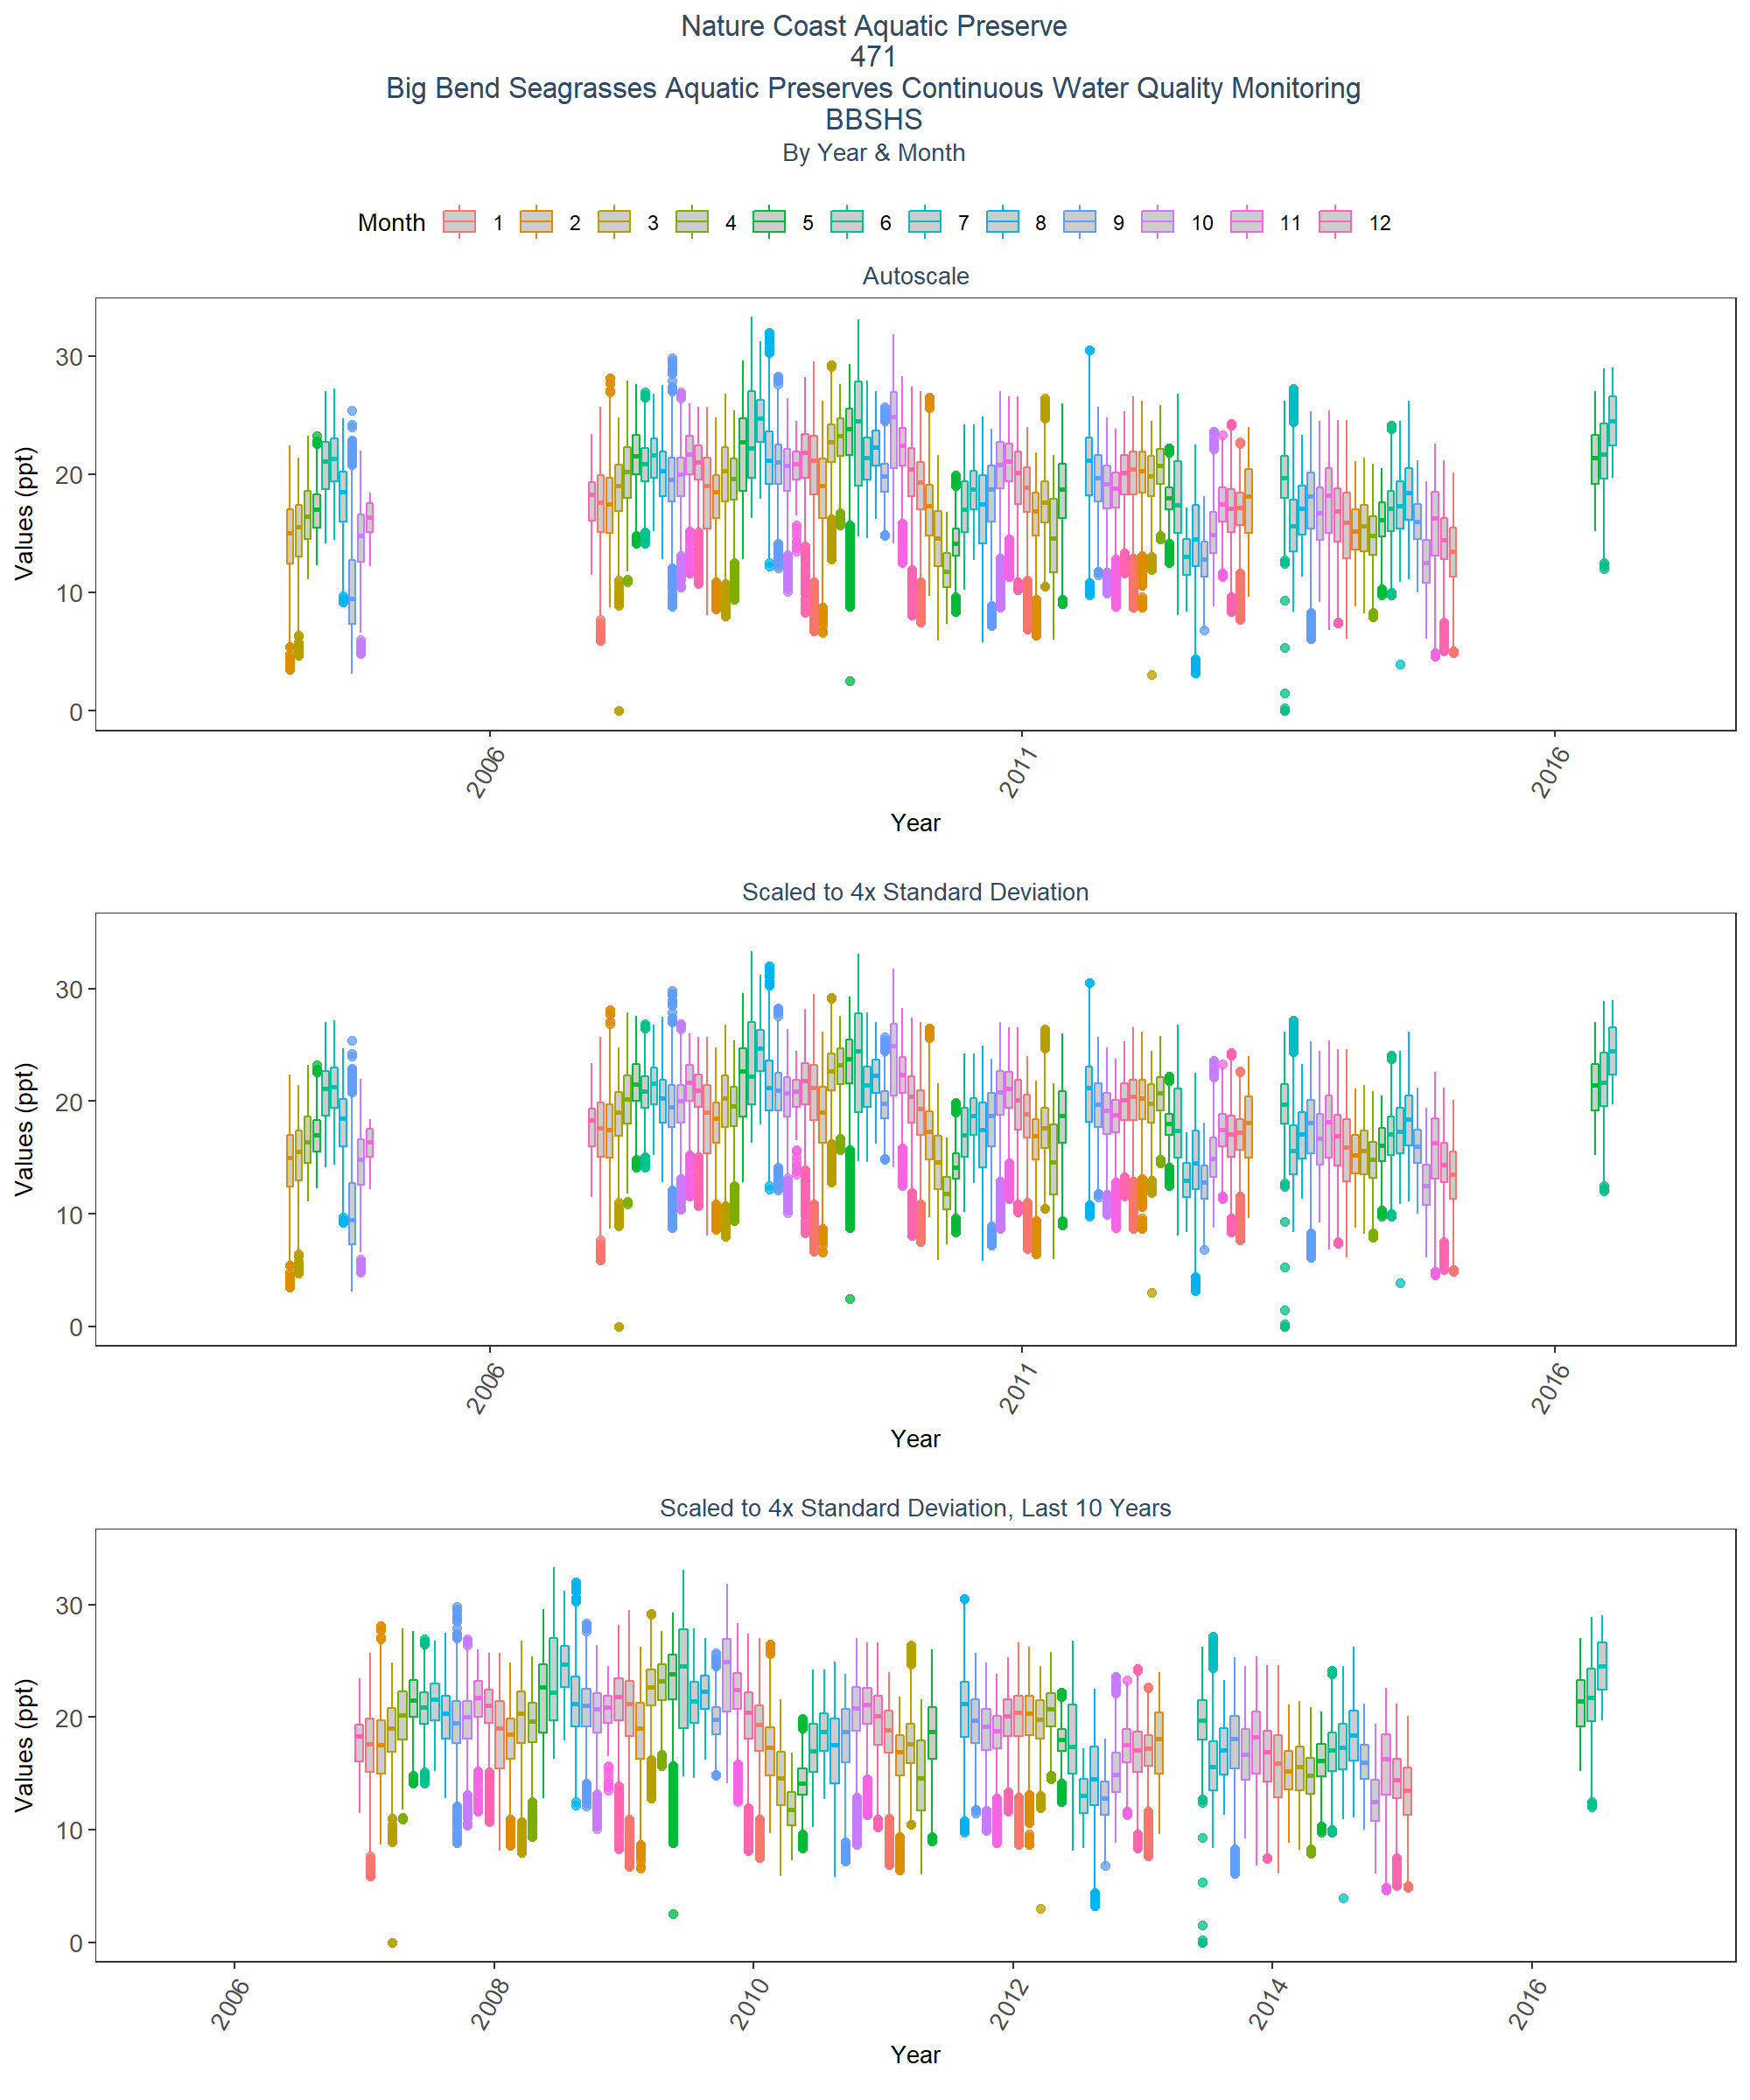 Nature Coast Aquatic Preserve
471
Big Bend Seagrasses Aquatic Preserves Continuous Water Quality Monitoring
BBSHS
By Year & Month
Month 1 2 3 4 5 6 7 8 9 10 11 12
Autoscale
Values (ppt)
30
20
10
0
2006 2011 2016
Year
Scaled to 4x Standard Deviation
Values (ppt)
30
20
10
0
2006 2011 2016
Year
Scaled to 4x Standard Deviation, Last 10 Years
Values (ppt)
30
20
10
0
2006 2008 2010 2012 2014 2016
Year